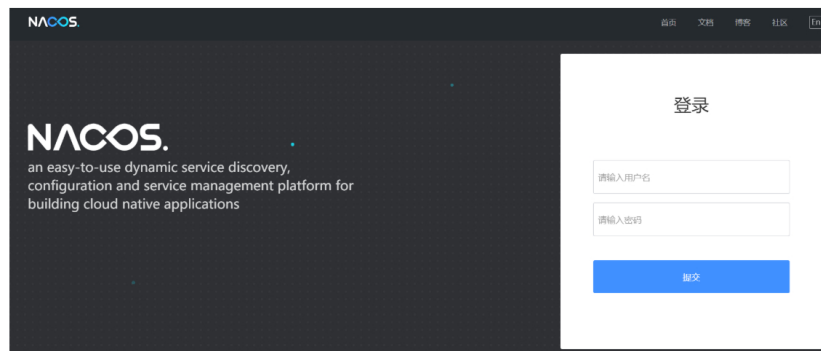 NACOS.
首页 文档 博客 社区 En
登录
NACOS.
an easy-to-use dynamic service discovery,
configuration and service management platform for
building cloud native applications
请输入用户名
请输入密码
提交